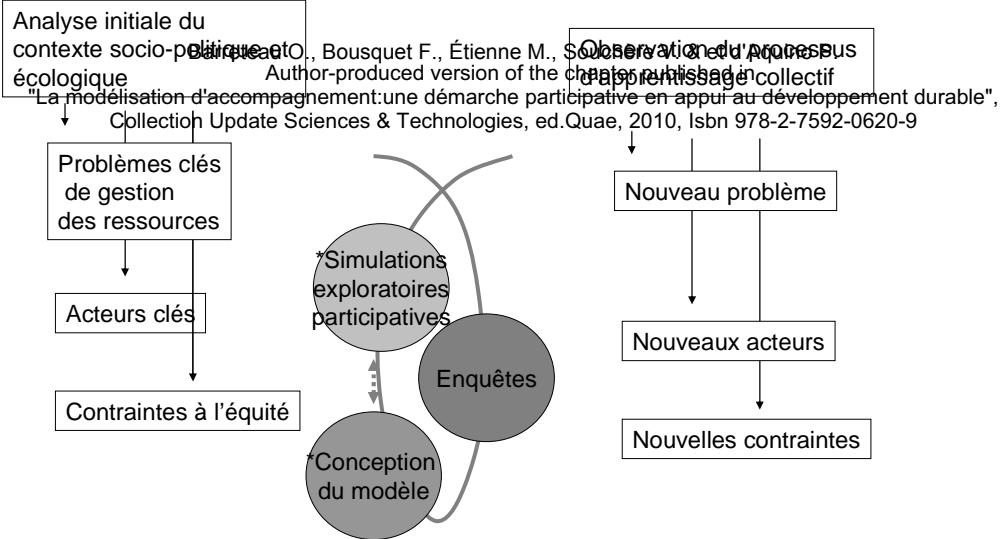 Analyse initiale du
contexte socio-politique et
écologique
Barreteau O., Bousquet F., Étienne M., Souchère V. & et d'Aquino P.
Author-produced version of the chapter published in
"La modélisation d'accompagnement:une démarche participative en appui au développement durable",
Collection Update Sciences & Technologies, ed.Quae, 2010, Isbn 978-2-7592-0620-9
Observation du processus
d'apprentissage collectif
Problèmes clés
de gestion
des ressources
Acteurs clés
Contraintes à l’équité
*Simulations
exploratoires
participatives
Enquêtes
*Conception
du modèle
Nouveau problème
Nouveaux acteurs
Nouvelles contraintes